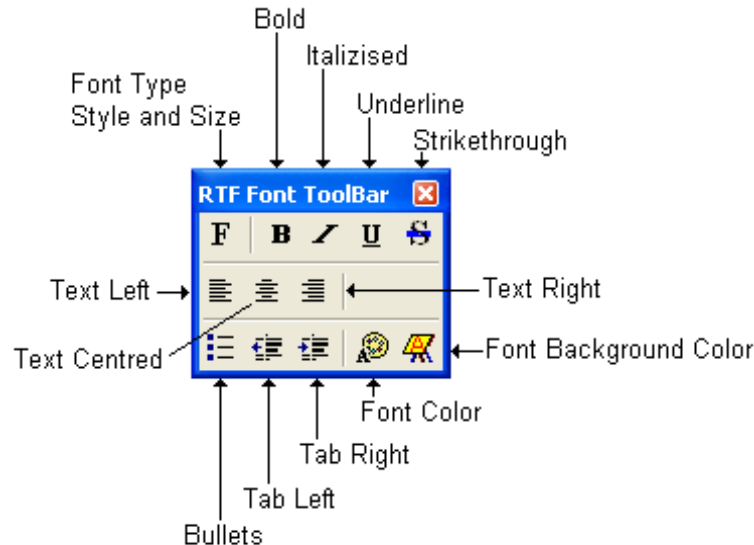 Bold
Italizised
Font Type
Style and Size
Underline
Strikethrough
RTF Font ToolBar
F B I U S
Text Left
Text Right
Text Centred
A A
Font Background Color
Font Color
Tab Right
Tab Left
Bullets